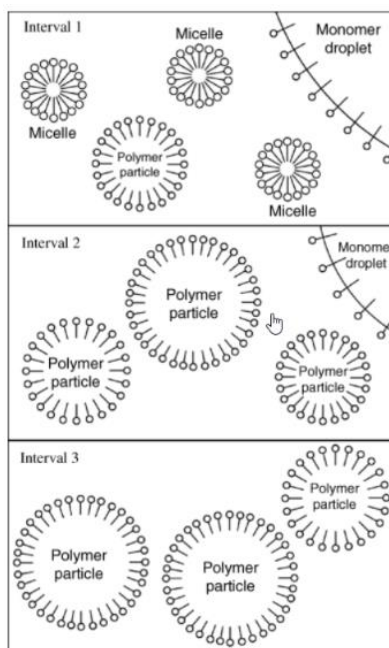 Interval 1
Micelle
Monomer
droplet
Micelle
Polymer
particle
Micelle
Interval 2
Monomer
droplet
Polymer
particle
Polymer
particle
Polymer
particle
Interval 3
Polymer
particle
Polymer
particle
Polymer
particle